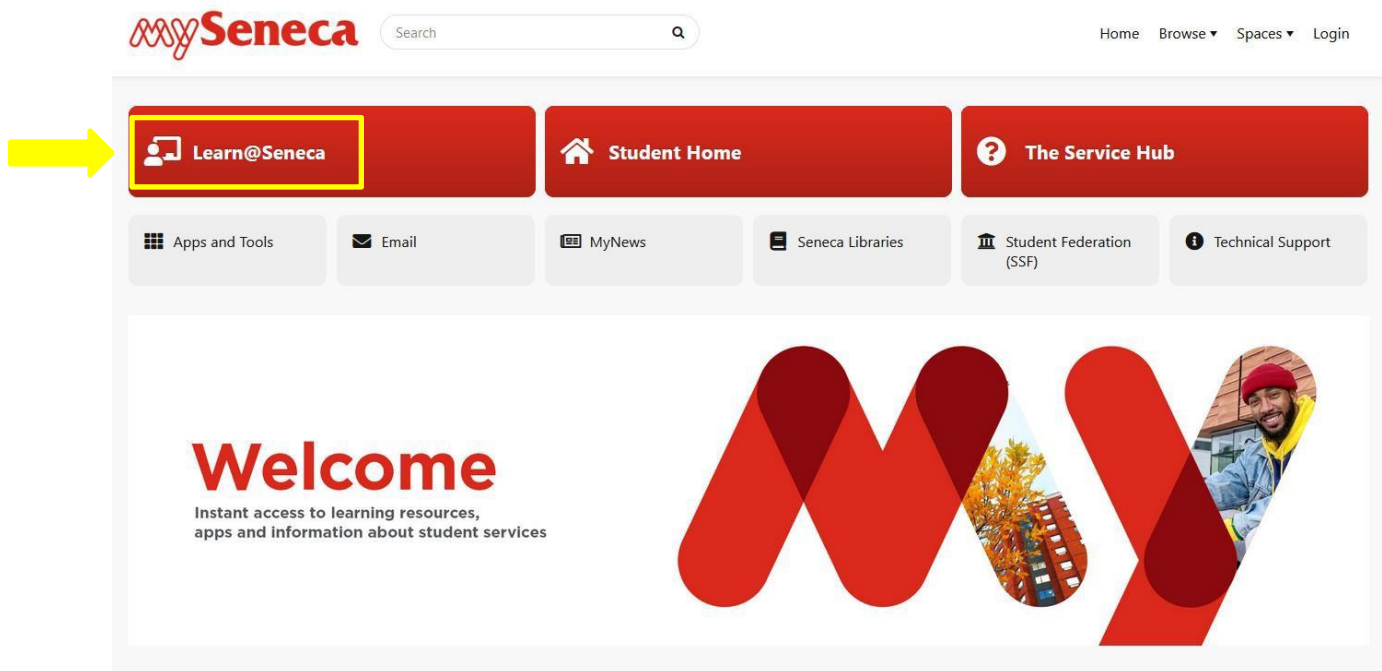 mySeneca
Search
Home Browse Spaces Login
Learn@Seneca
Student Home
The Service Hub
Apps and Tools
Email
MyNews
Seneca Libraries
Student Federation
(SSF)
Technical Support
Welcome
Instant access to learning resources,
apps and information about student services
my